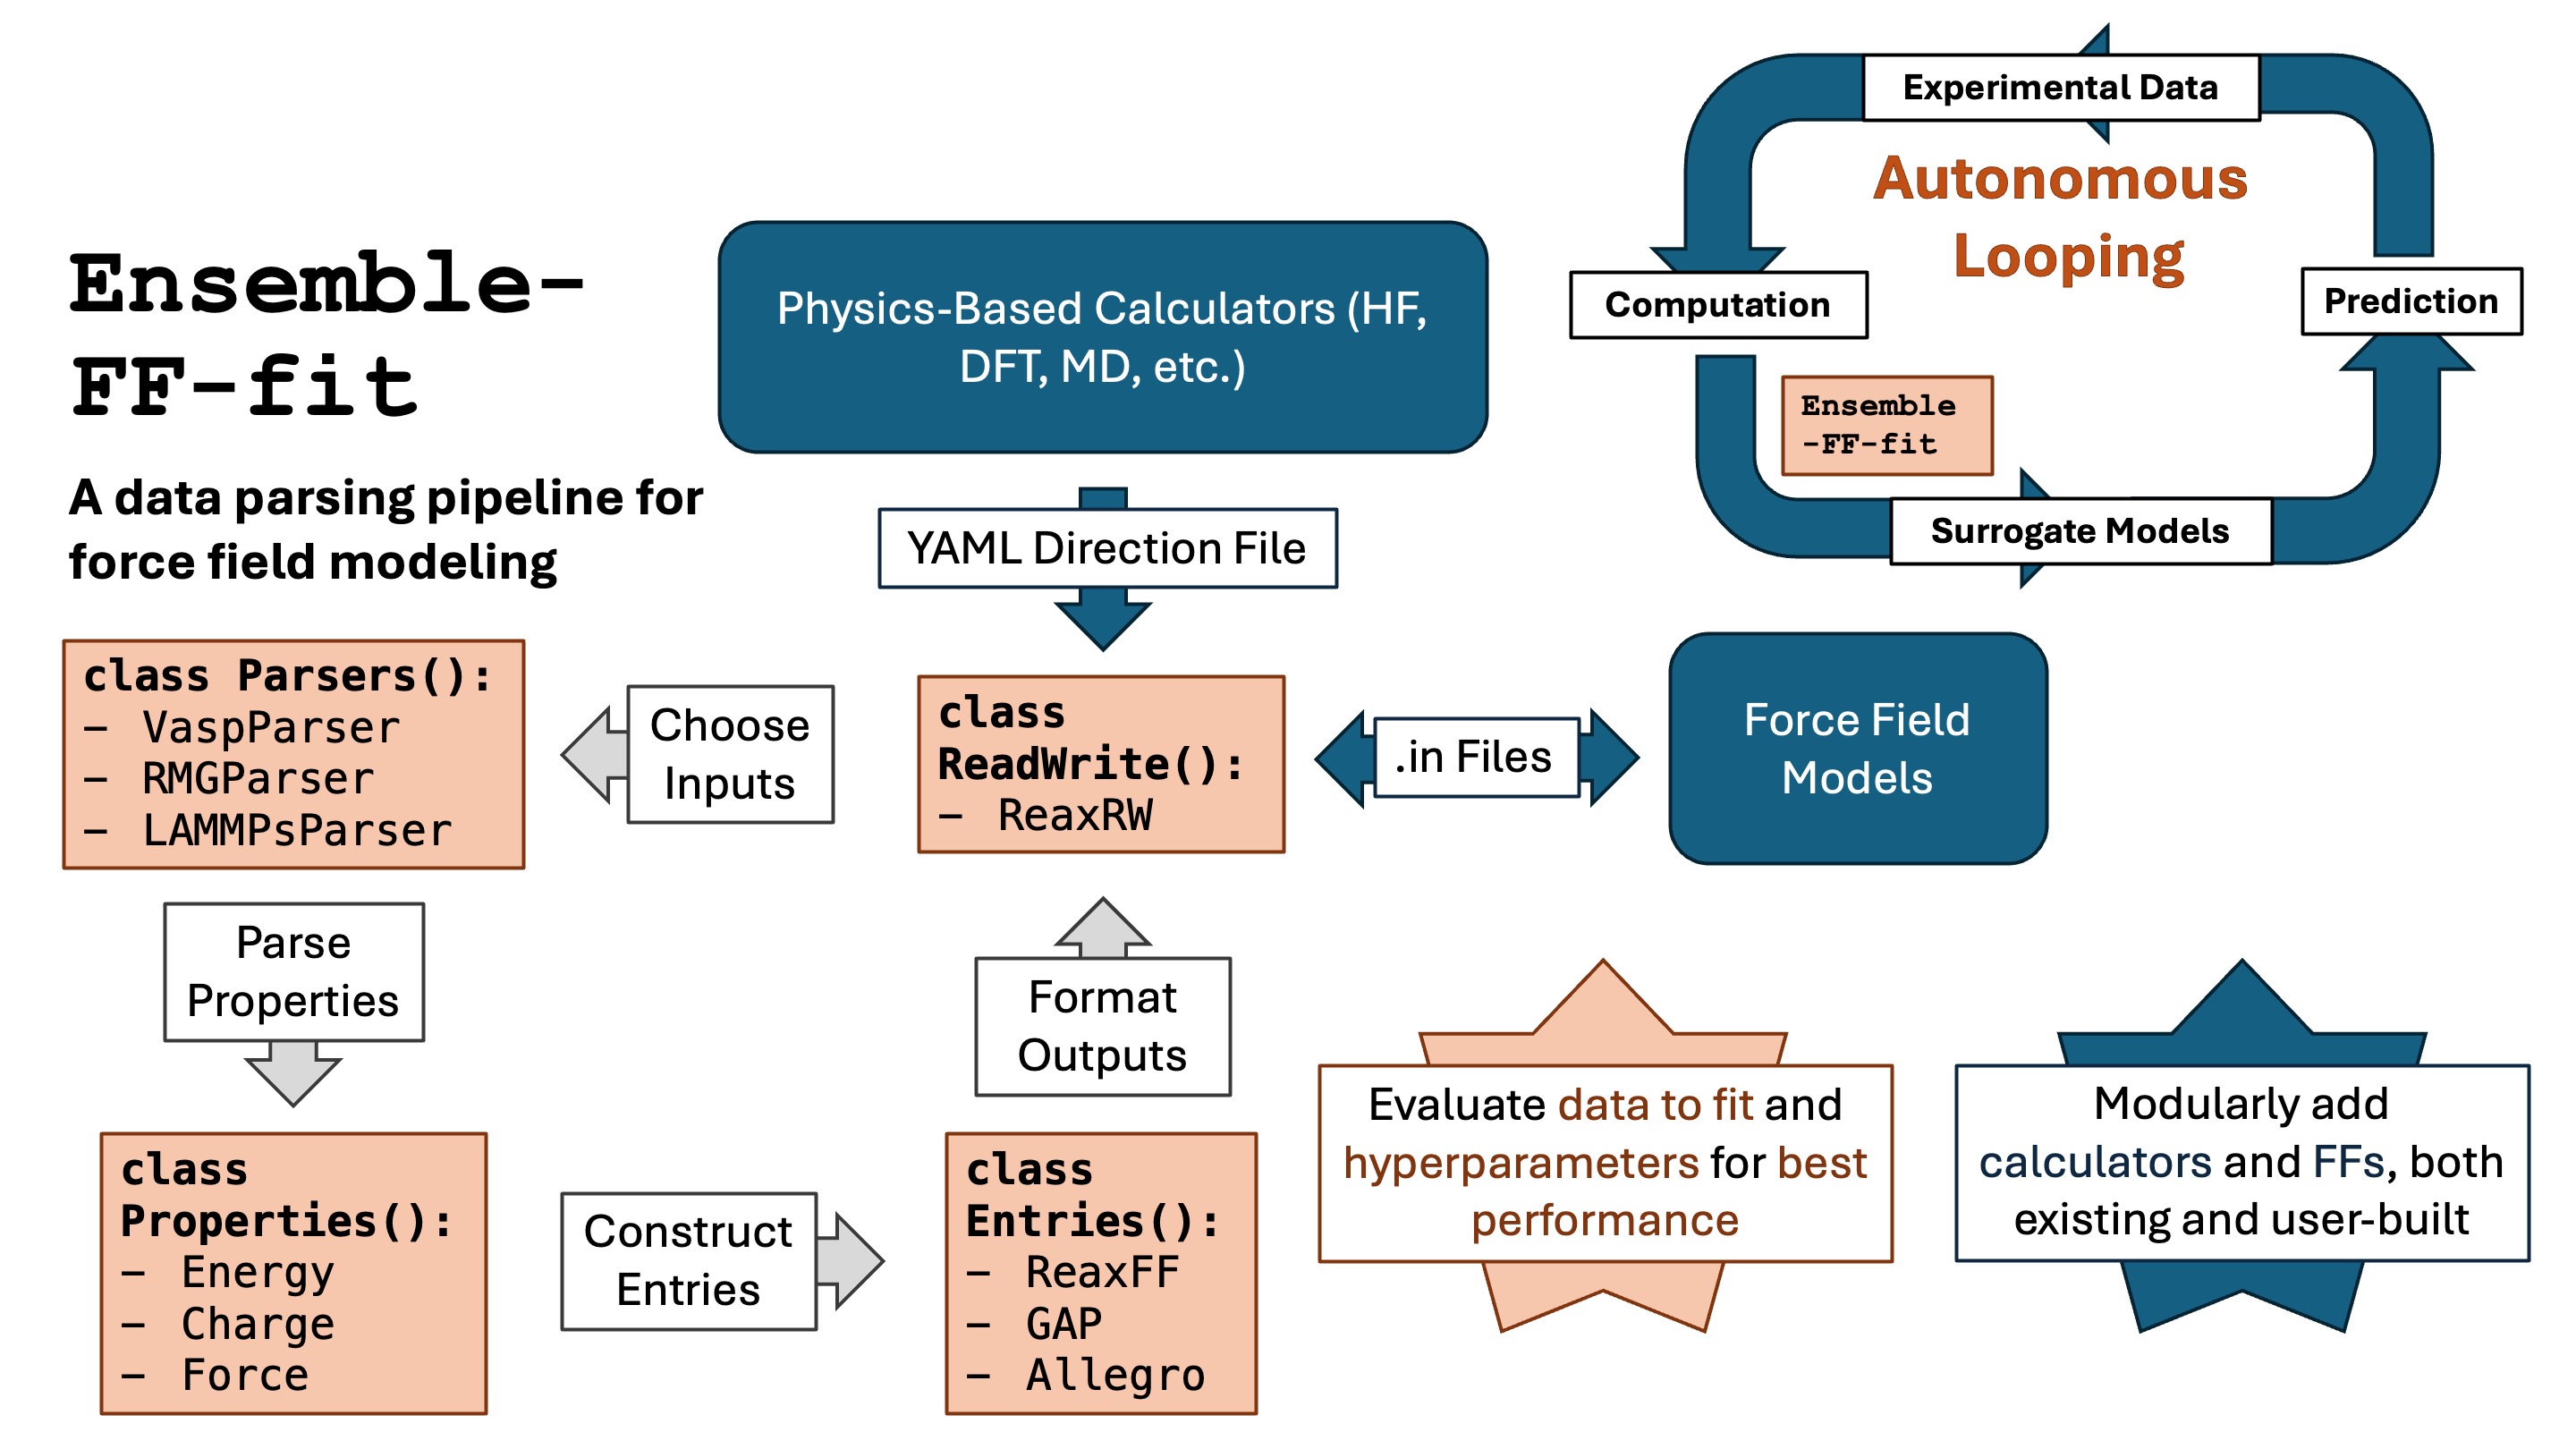 Ensemble-
FF-fit
A data parsing pipeline for
force field modeling
Physics-Based Calculators (HF,
DFT, MD, etc.)
YAML Direction File
Experimental Data
Autonomous
Looping
Computation
Prediction
Ensemble
-FF-fit
Surrogate Models
class Parsers():
- VaspParser
- RMGParser
- LAMMPsParser
Choose
Inputs
class
ReadWrite():
- ReaxRW
.in Files
Force Field
Models
Parse
Properties
Format
Outputs
class
Properties():
- Energy
- Charge
- Force
Construct
Entries
class
Entries():
- ReaxFF
- GAP
- Allegro
Evaluate data to fit and
hyperparameters for best
performance
Modularly add
calculators and FFs, both
existing and user-built